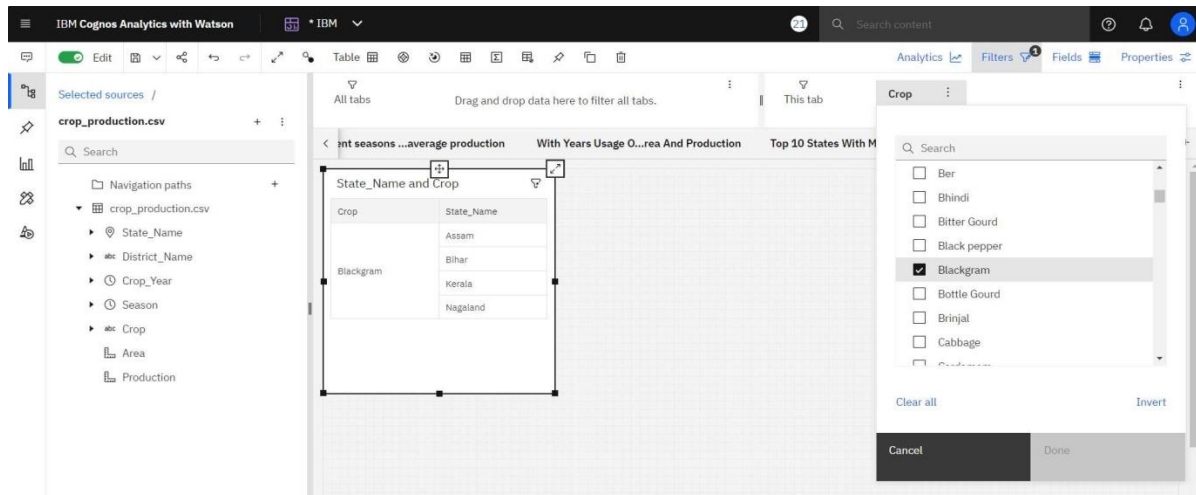 IBM Cognos Analytics with Watson
* IBM
21
Search content
Edit
Table
Analytics
Filters
1
Fields
Properties
Selected sources /
crop_production.csv
Search
Navigation paths
crop_production.csv
State_Name
abc District_Name
Crop_Year
Season
abc Crop
Area
Production
All tabs
Drag and drop data here to filter all tabs.
This tab
ent seasons ...average production
With Years Usage O...rea And Production
Top 10 States With M
State_Name and Crop
Crop State_Name
Blackgram
Assam
Bihar
Kerala
Nagaland
Crop
Search
Ber
Bhindi
Bitter Gourd
Black pepper
Blackgram
Bottle Gourd
Brinjal
Cabbage
Clear all
Invert
Cancel
Done